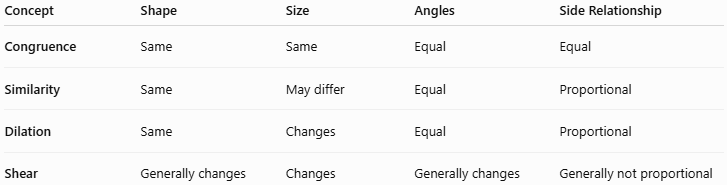 Concept Shape Size Angles Side Relationship
Congruence Same Same Equal Equal
Similarity Same May differ Equal Proportional
Dilation Same Changes Equal Proportional
Shear Generally changes Changes Generally changes Generally not proportional